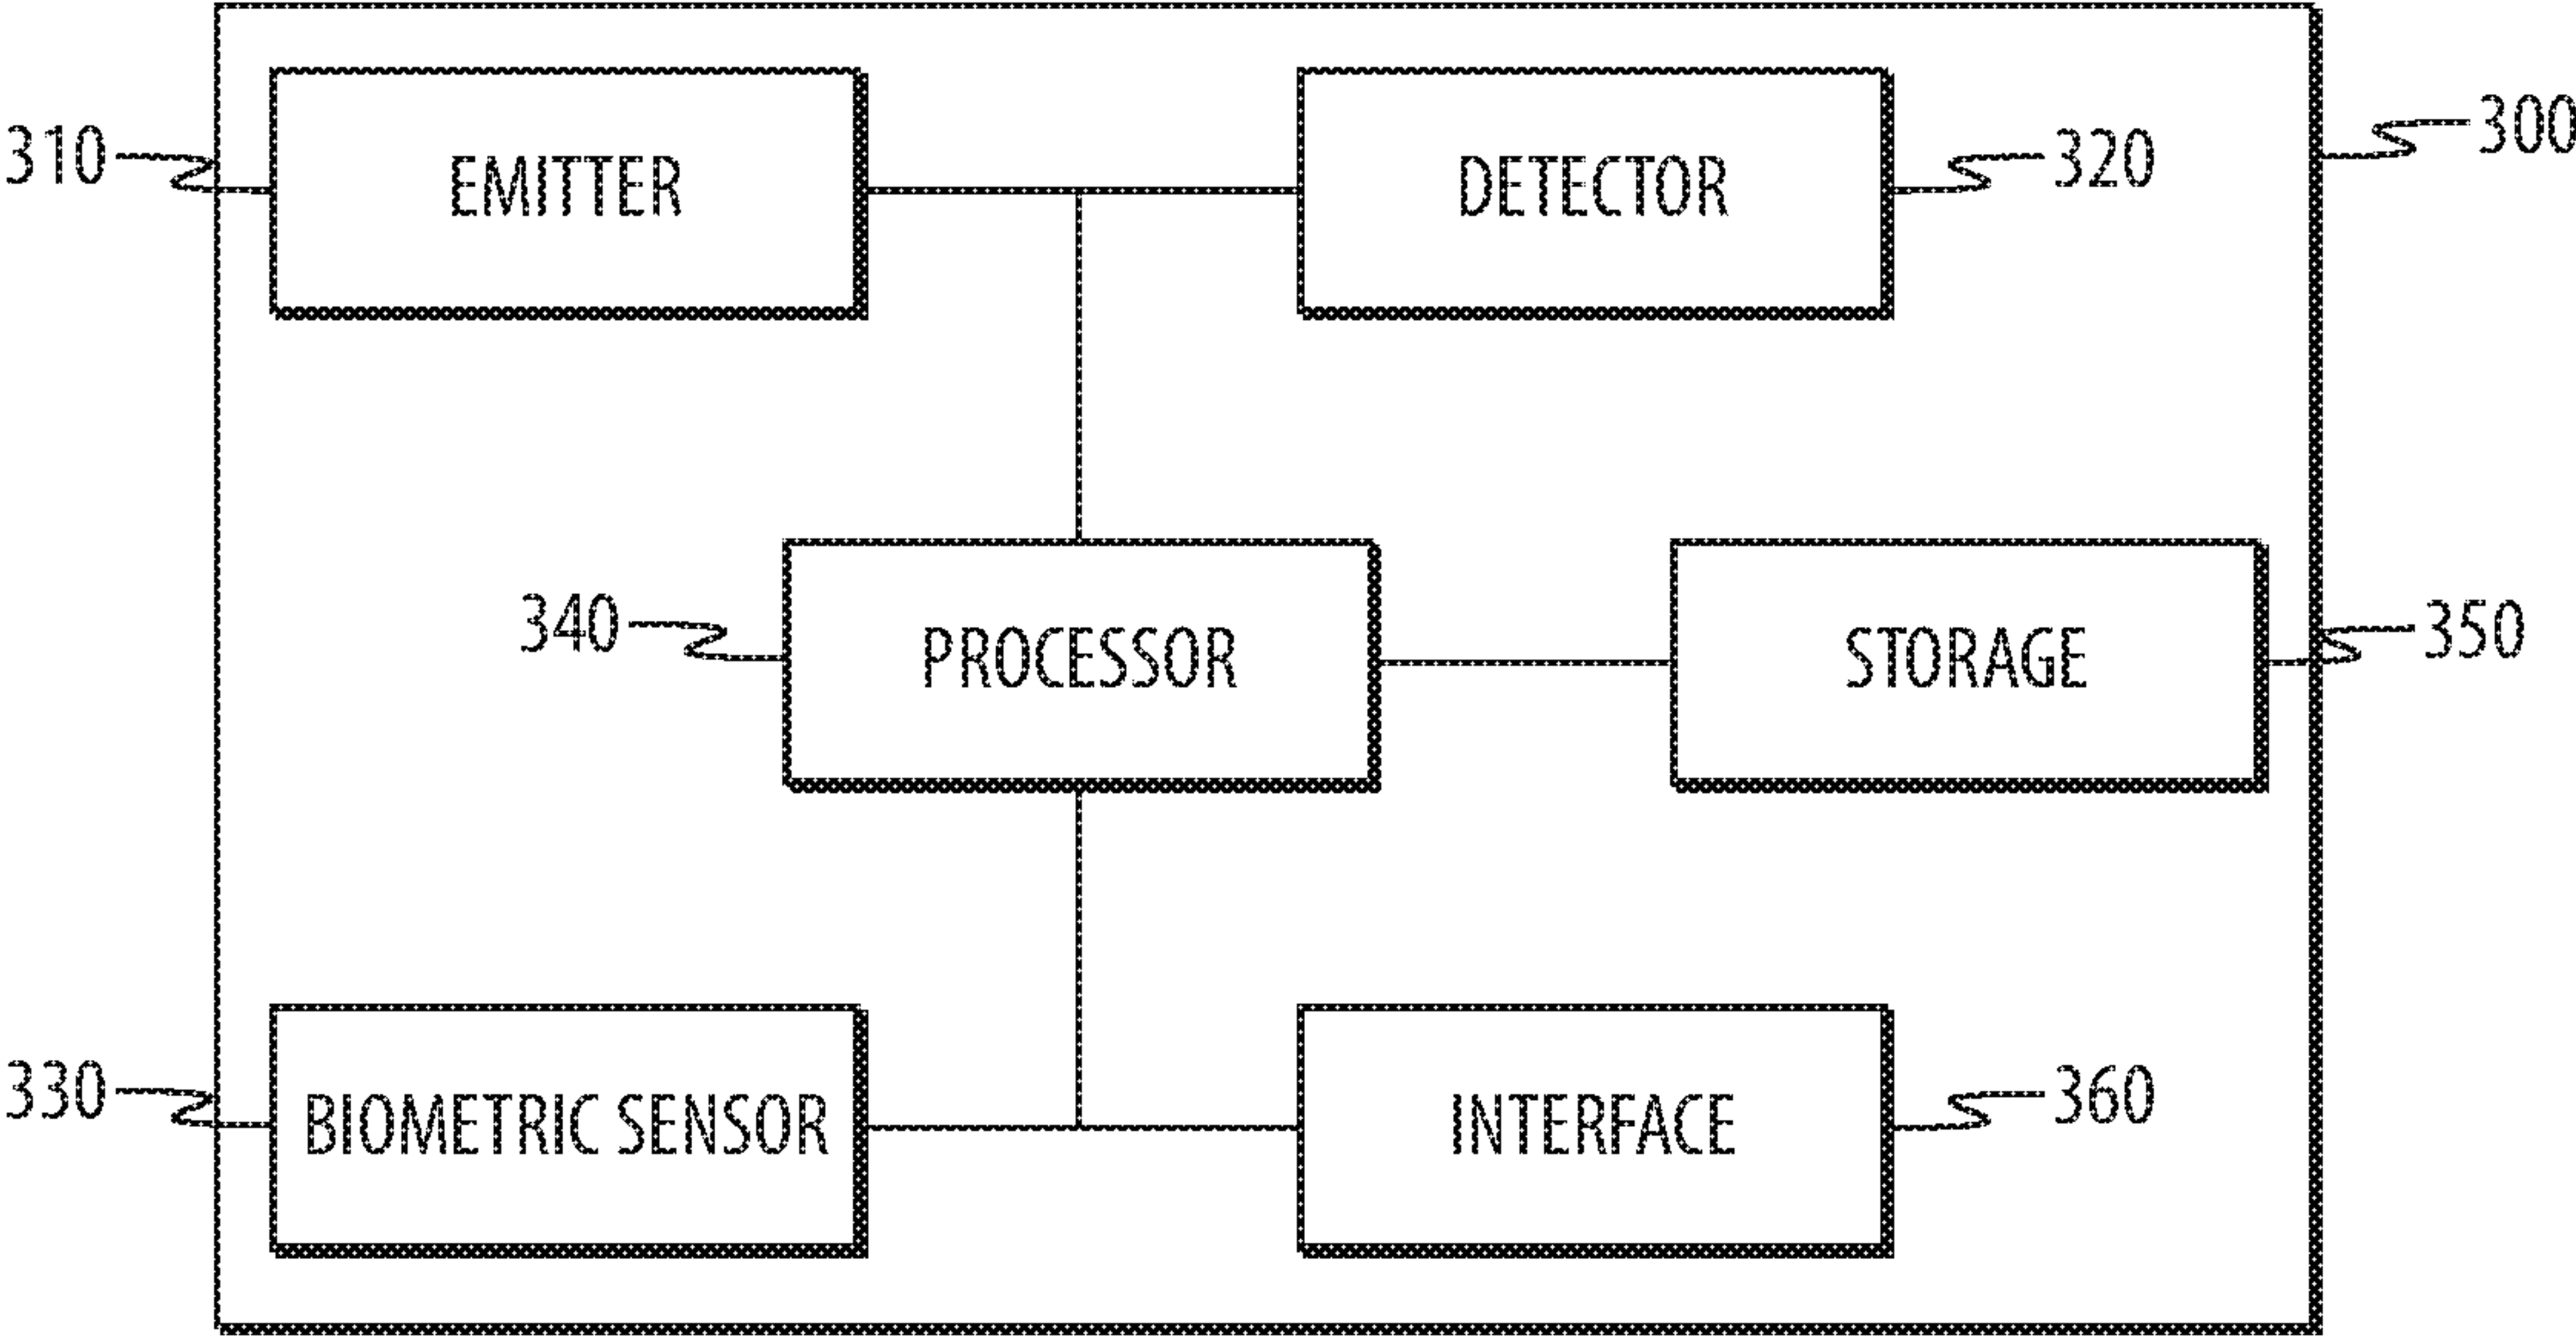 300
310
EMITTER
DETECTOR
320
340
PROCESSOR
STORAGE
350
330
BIOMETRIC SENSOR
INTERFACE
360